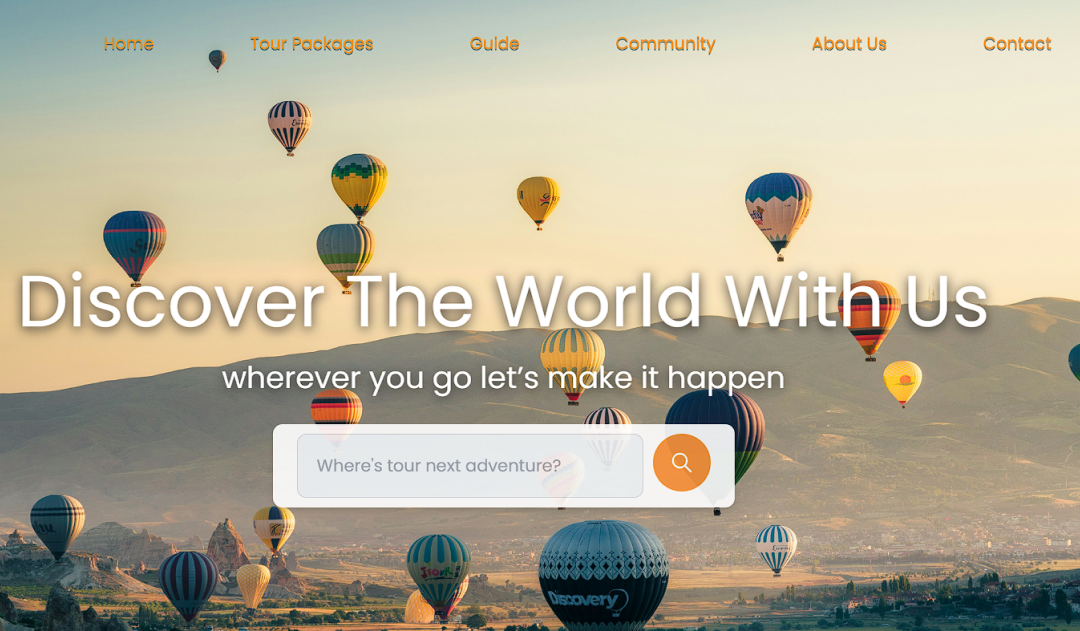 Home Tour Packages Guide Community About Us Contact
Discover The World With Us
wherever you go let's make it happen
Where's tour next adventure?
Discovery